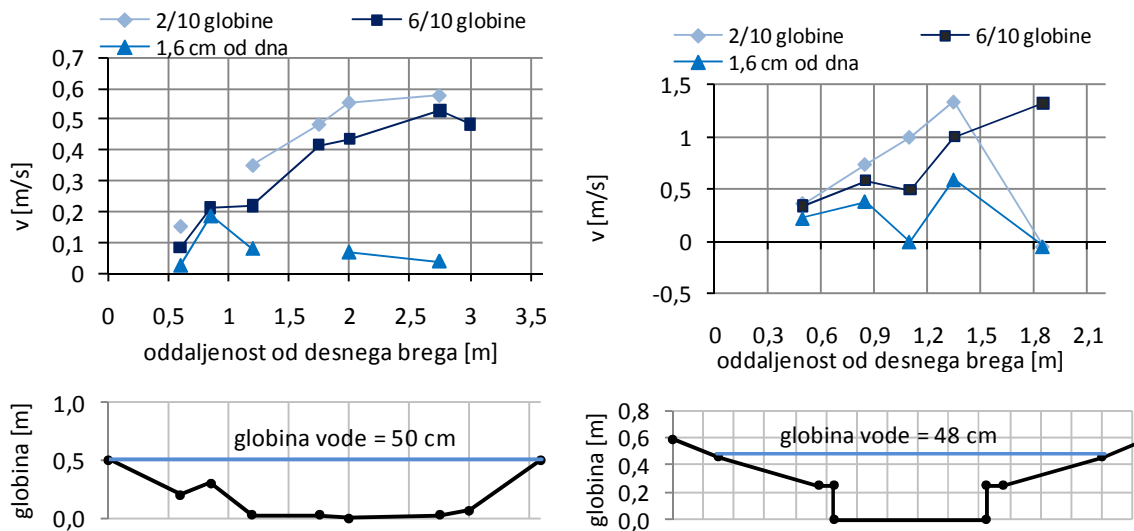 2/10 globine
6/10 globine
1,6 cm od dna
0,7
0,6
0,5
0,4
0,3
0,2
0,1
0
v [m/s]
0 0,5 1 1,5 2 2,5 3 3,5
oddaljenost od desnega brega [m]
1,0
0,5
0,0
globina [m]
globina vode = 50 cm
2/10 globine
6/10 globine
1,6 cm od dna
1,5
1
0,5
0
-0,5
v [m/s]
0 0,3 0,6 0,9 1,2 1,5 1,8 2,1
oddaljenost od desnega brega [m]
0,8
0,6
0,4
0,2
0,0
globina [m]
globina vode = 48 cm